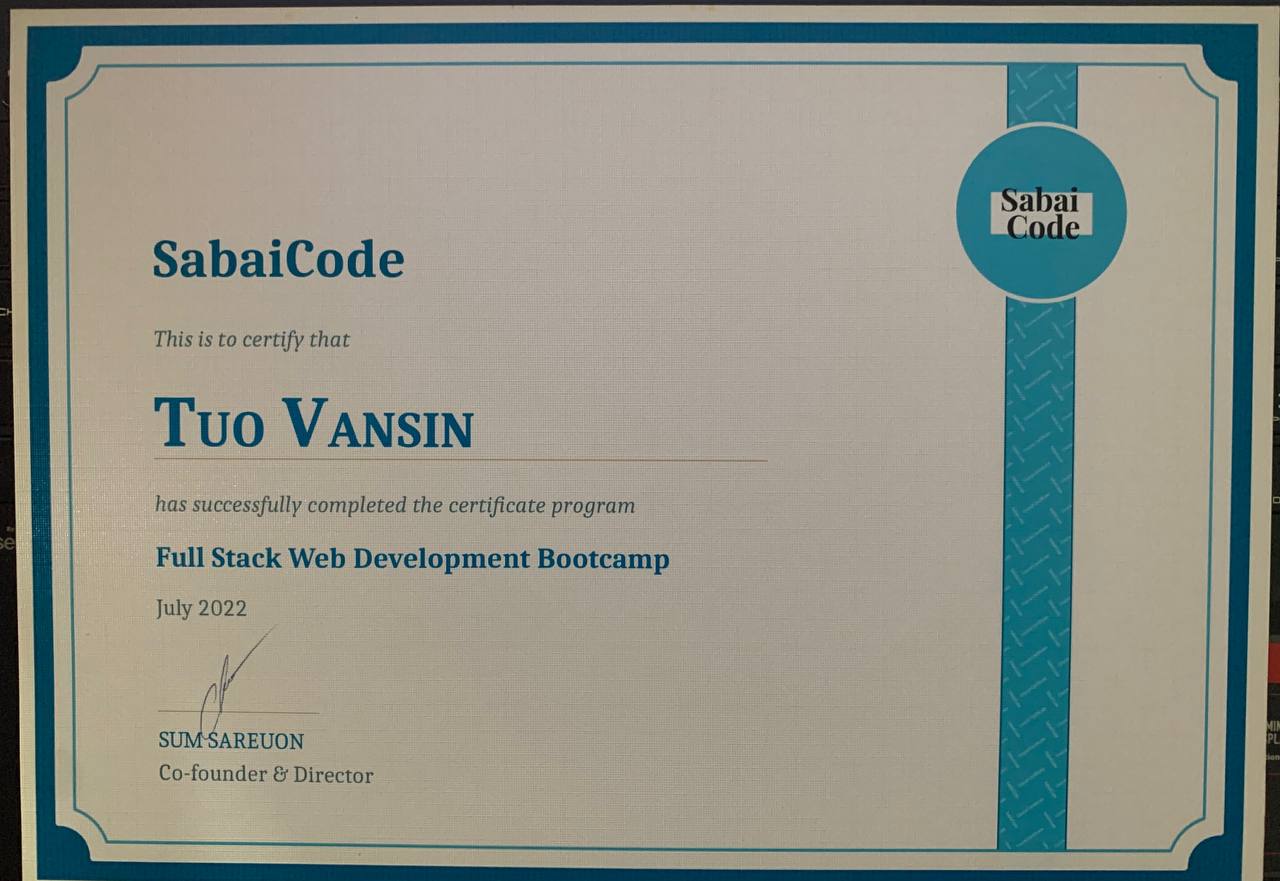 Sabai
Code
SabaiCode
This is to certify that
TUO VANSIN
has successfully completed the certificate program
Full Stack Web Development Bootcamp
July 2022
SUM SAREUON
Co-founder & Director